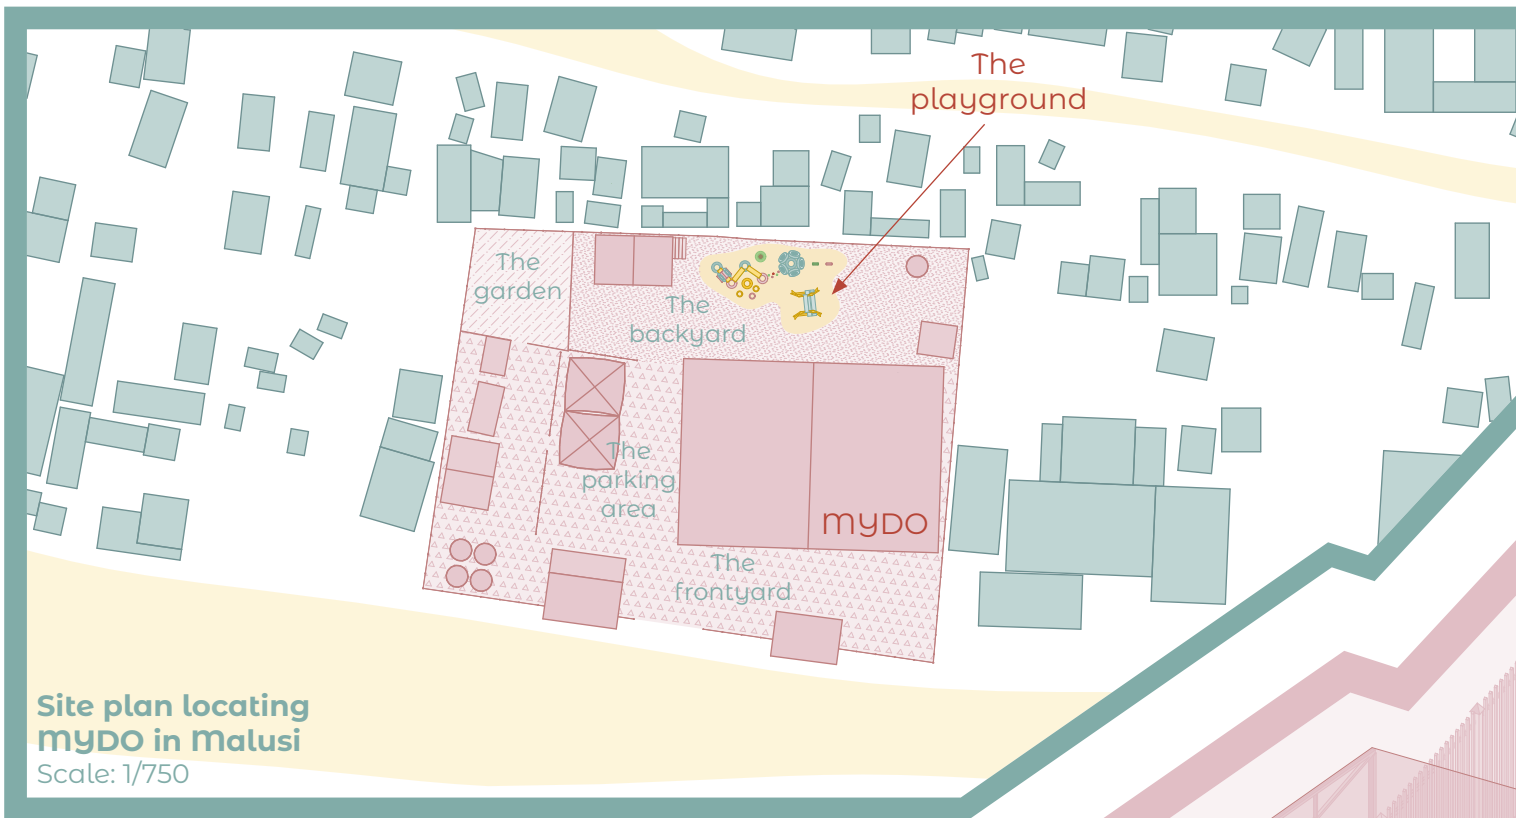 The
playground
The
garden
The
backyard
The
parking
area
MYDO
The
frontyard
Site plan locating
MYDO in Malusi
Scale: 1/750